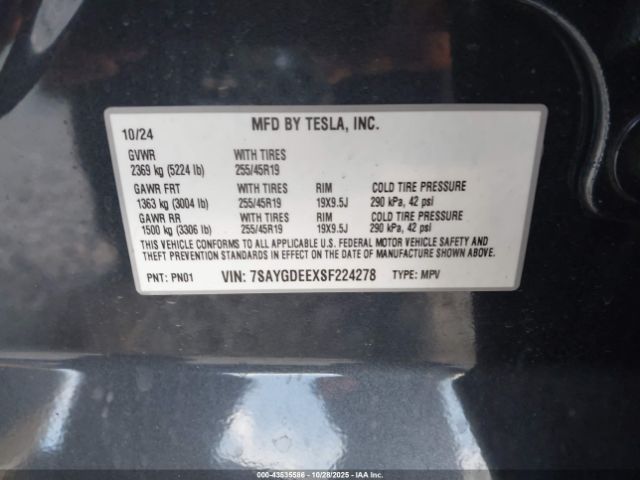 MFD BY TESLA, INC.
10/24
GVWR WITH TIRES
2369 kg (5224 lb) 255/45R19
GAWR FRT WITH TIRES RIM COLD TIRE PRESSURE
1363 kg (3004 lb) 255/45R19 19X9.5J 290 kPa, 42 psi
GAWR RR WITH TIRES RIM COLD TIRE PRESSURE
1500 kg (3306 lb) 255/45R19 19X9.5J 290 kPa, 42 psi
THIS VEHICLE CONFORMS TO ALL APPLICABLE U.S. FEDERAL MOTOR VEHICLE SAFETY AND
THEFT PREVENTION STANDARDS IN EFFECT ON THE DATE OF MANUFACTURE SHOWN ABOVE.
PNT: PN01 VIN: 7SAYGDEEXSF224278 TYPE: MPV
000-43535586 - 10/28/2025 - IAA Inc.